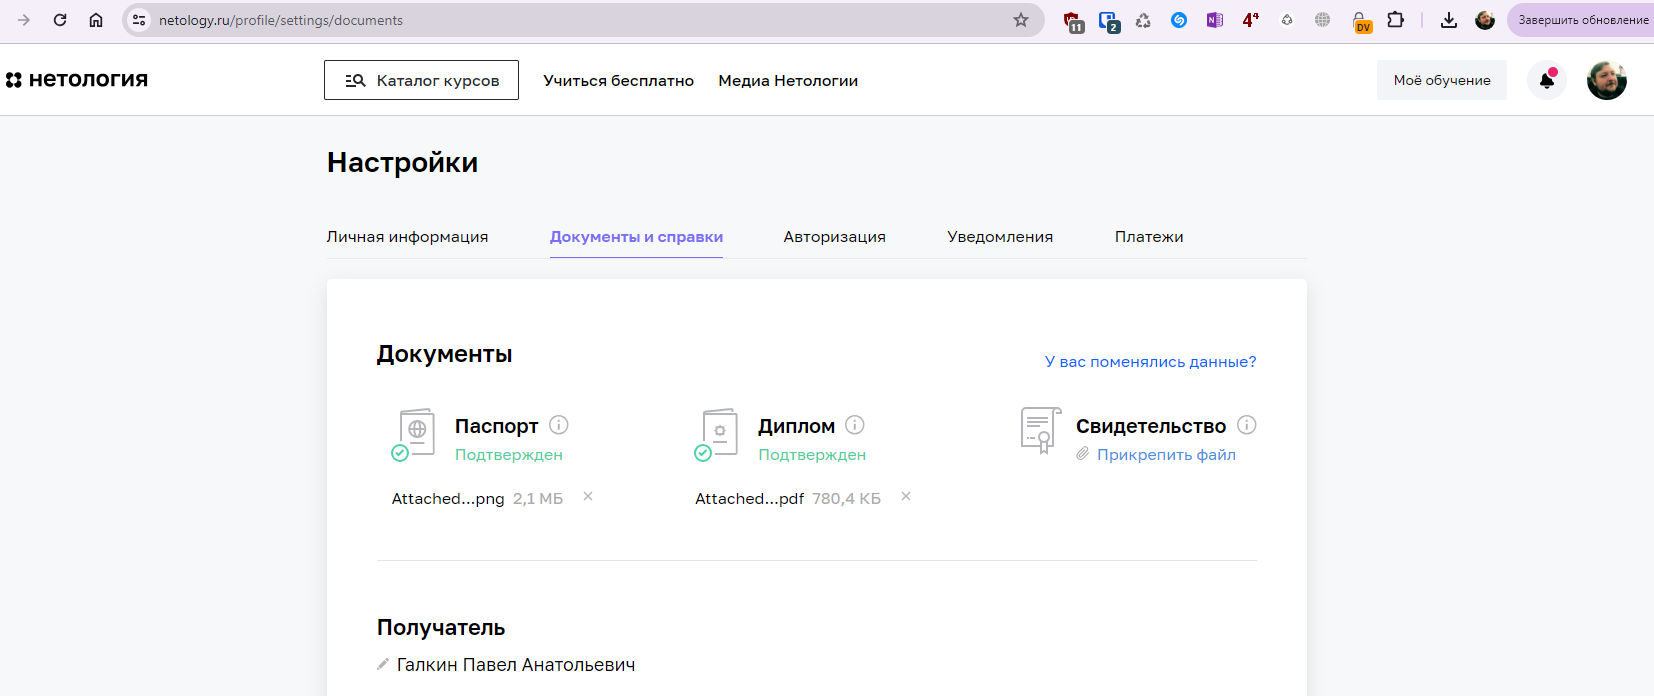 netology.ru/profile/settings/documents
11
2
N
4⁴
DV
Завершить обновление
нетология
Каталог курсов
Учиться бесплатно
Медиа Нетологии
Моё обучение
Настройки
Личная информация
Документы и справки
Авторизация
Уведомления
Платежи
Документы
У вас поменялись данные?
Паспорт
Подтвержден
Attached...png 2,1 МБ
Диплом
Подтвержден
Attached...pdf 780,4 КБ
Свидетельство
Прикрепить файл
Получатель
Галкин Павел Анатольевич